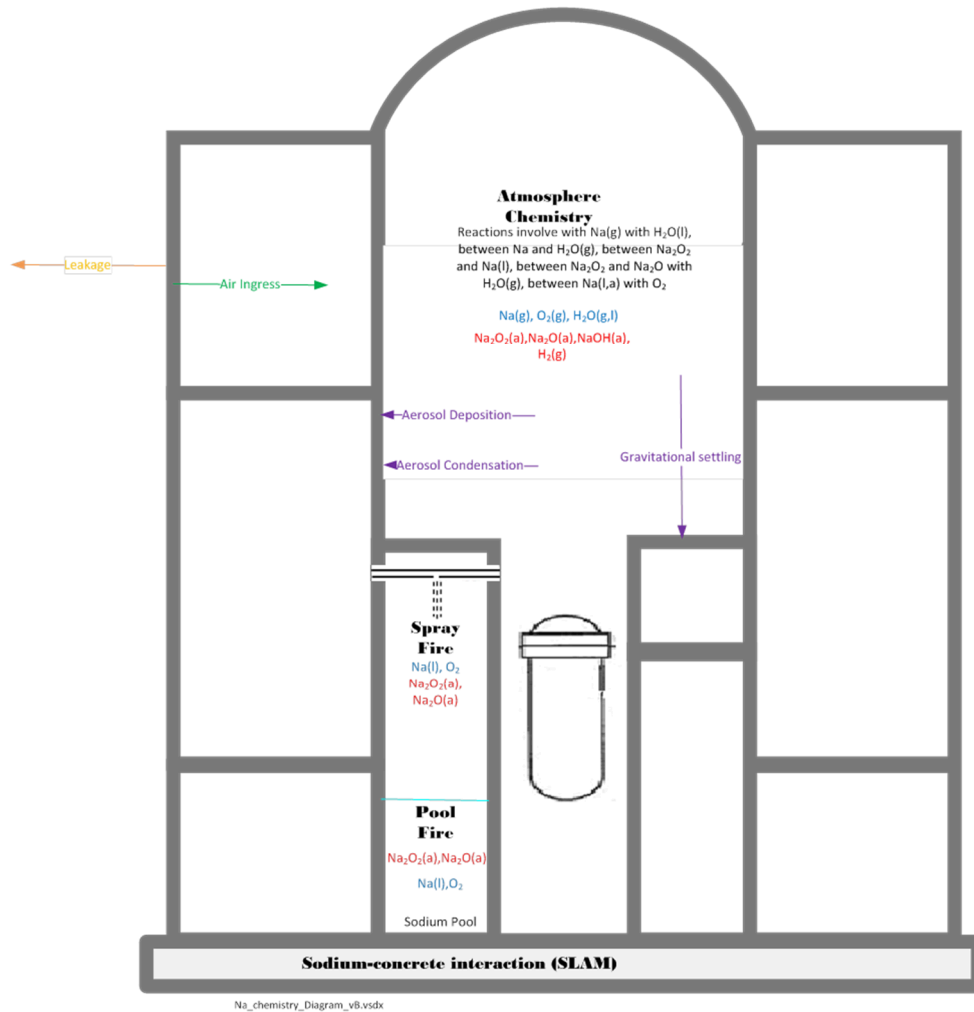 Atmosphere
Chemistry
Reactions involve with Na(g) with H₂O(l),
between Na and H₂O(g), between Na₂O₂
and Na(l), between Na₂O₂ and Na₂O with
H₂O(g), between Na(l,a) with O₂
Leakage
Air Ingress
Na(g), O₂(g), H₂O(g,l)
Na₂O₂(a),Na₂O(a),NaOH(a),
H₂(g)
Aerosol Deposition
Aerosol Condensation
Gravitational settling
Spray
Fire
Na(l), O₂
Na₂O₂(a),
Na₂O(a)
Pool
Fire
Na₂O₂(a),Na₂O(a)
Na(l),O₂
Sodium Pool
Sodium-concrete interaction (SLAM)
Na_chemistry_Diagram_vB.vsdx